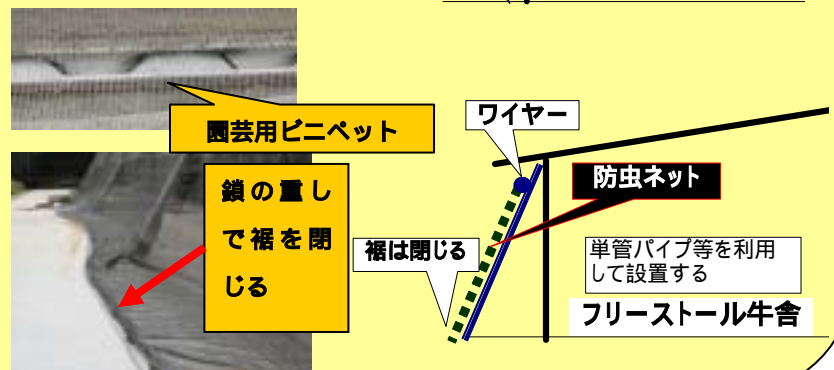 園芸用ビニペット
鎖の重し
で裾を閉
じる
ワイヤー
防虫ネット
裾は閉じる
単管パイプ等を利用
して設置する
フリーストール牛舎